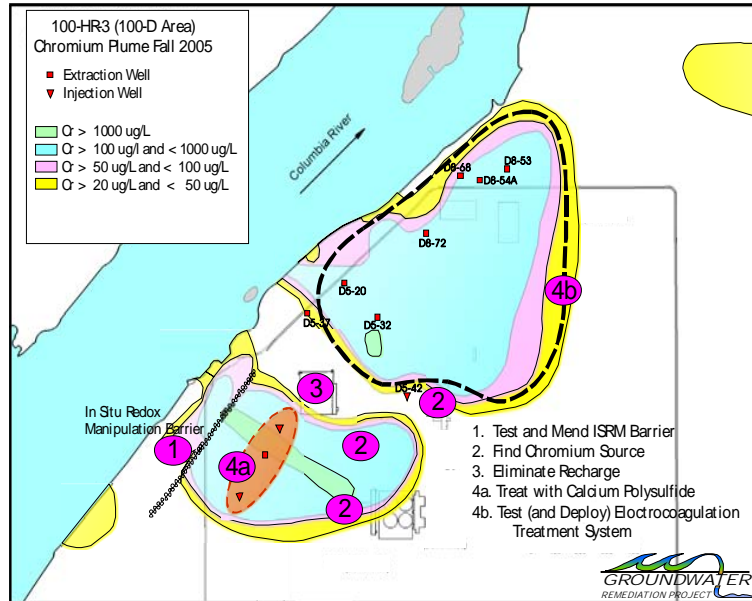 100-HR-3 (100-D Area)
Chromium Plume Fall 2005
Extraction Well
Injection Well
Cr > 1000 ug/L
Cr > 100 ug/l and < 1000 ug/L
Cr > 50 ug/L and < 100 ug/L
Cr > 20 ug/L and < 50 ug/L
Columbia River
D8-68
D8-53
D8-54A
D8-72
D5-20
D5-37
D5-32
4b
D5-42
3
2
In Situ Redox
Manipulation Barrier
1
2
4a
2
1. Test and Mend ISRM Barrier
2. Find Chromium Source
3. Eliminate Recharge
4a. Treat with Calcium Polysulfide
4b. Test (and Deploy) Eloctrocoagulation
Treatment System
GROUNDWATER
REMEDIATION PROJECT